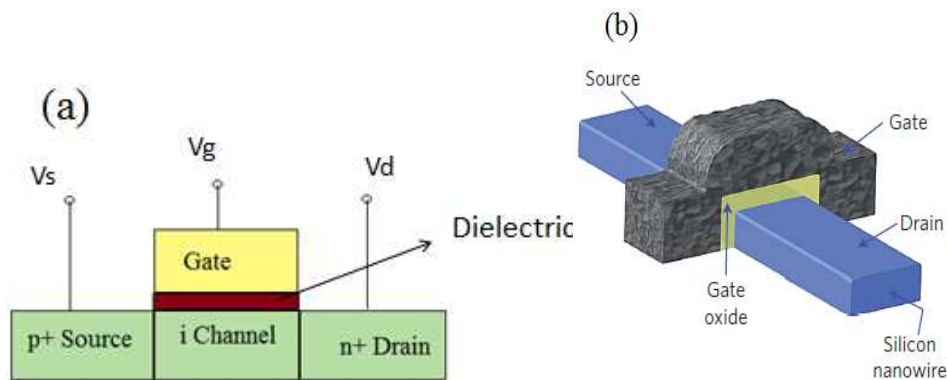 (a)
Vs
Vg
Vd
Dielectric
Gate
p+ Source
i Channel
n+ Drain
(b)
Source
Gate
Drain
Gate
oxide
Silicon
nanowire